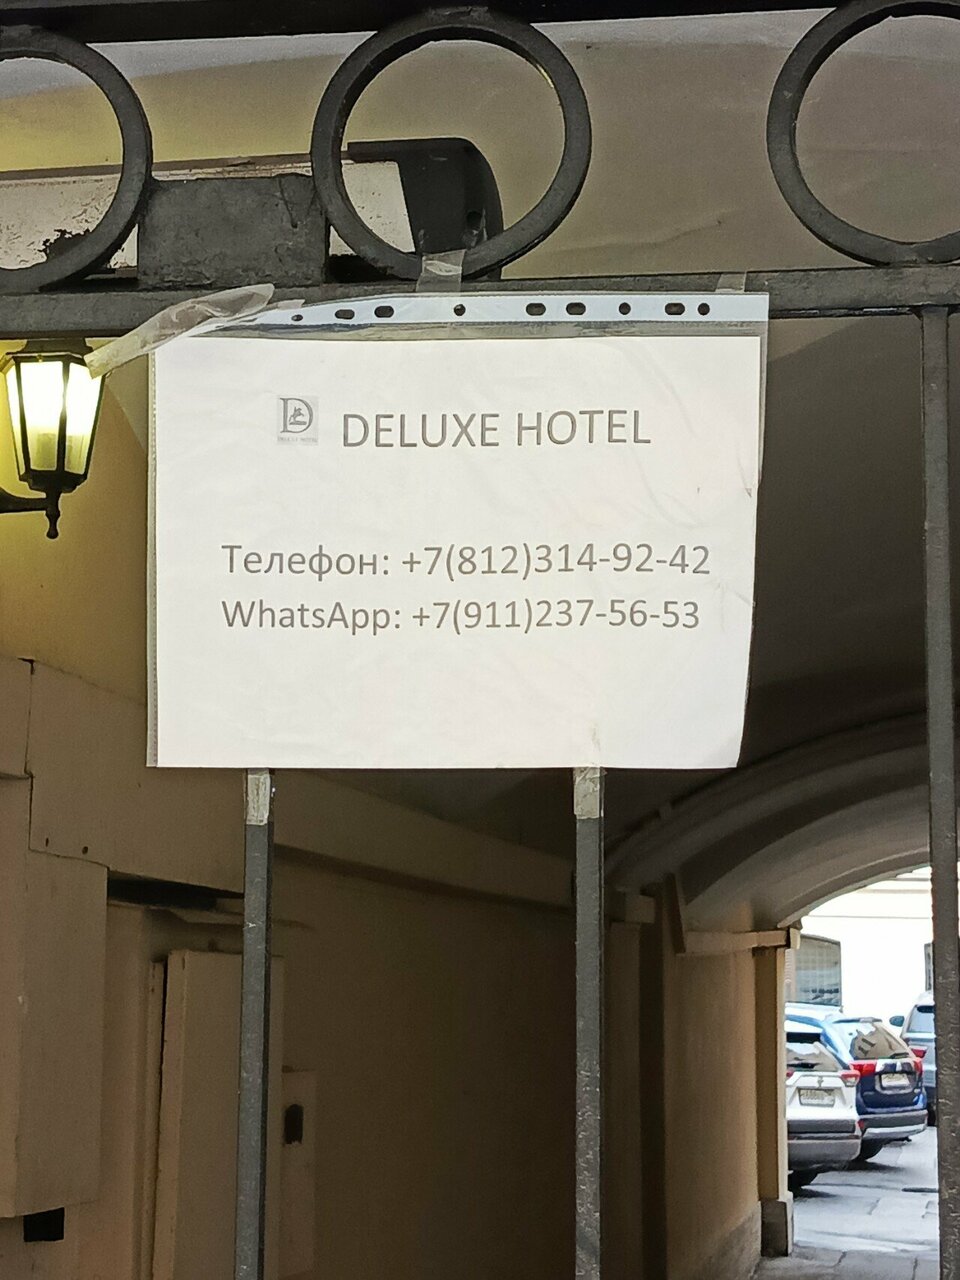 DELUXE HOTEL
Телефон: +7(812)314-92-42
WhatsApp: +7(911)237-56-53